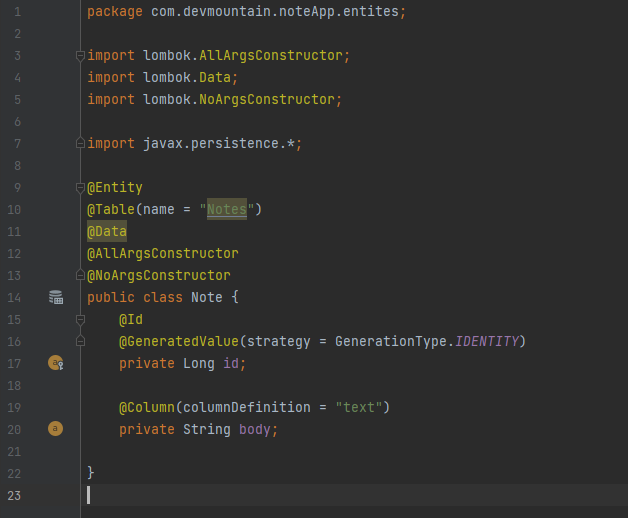 1 package com.devmountain.noteApp.entites;
2
3 import lombok.AllArgsConstructor;
4 import lombok.Data;
5 import lombok.NoArgsConstructor;
6
7 import javax.persistence.*;
8
9 @Entity
10 @Table(name = "Notes")
11 @Data
12 @AllArgsConstructor
13 @NoArgsConstructor
14 public class Note {
15     @Id
16     @GeneratedValue(strategy = GenerationType.IDENTITY)
17 a     private Long id;
18
19     @Column(columnDefinition = "text")
20 a     private String body;
21
22 }
23